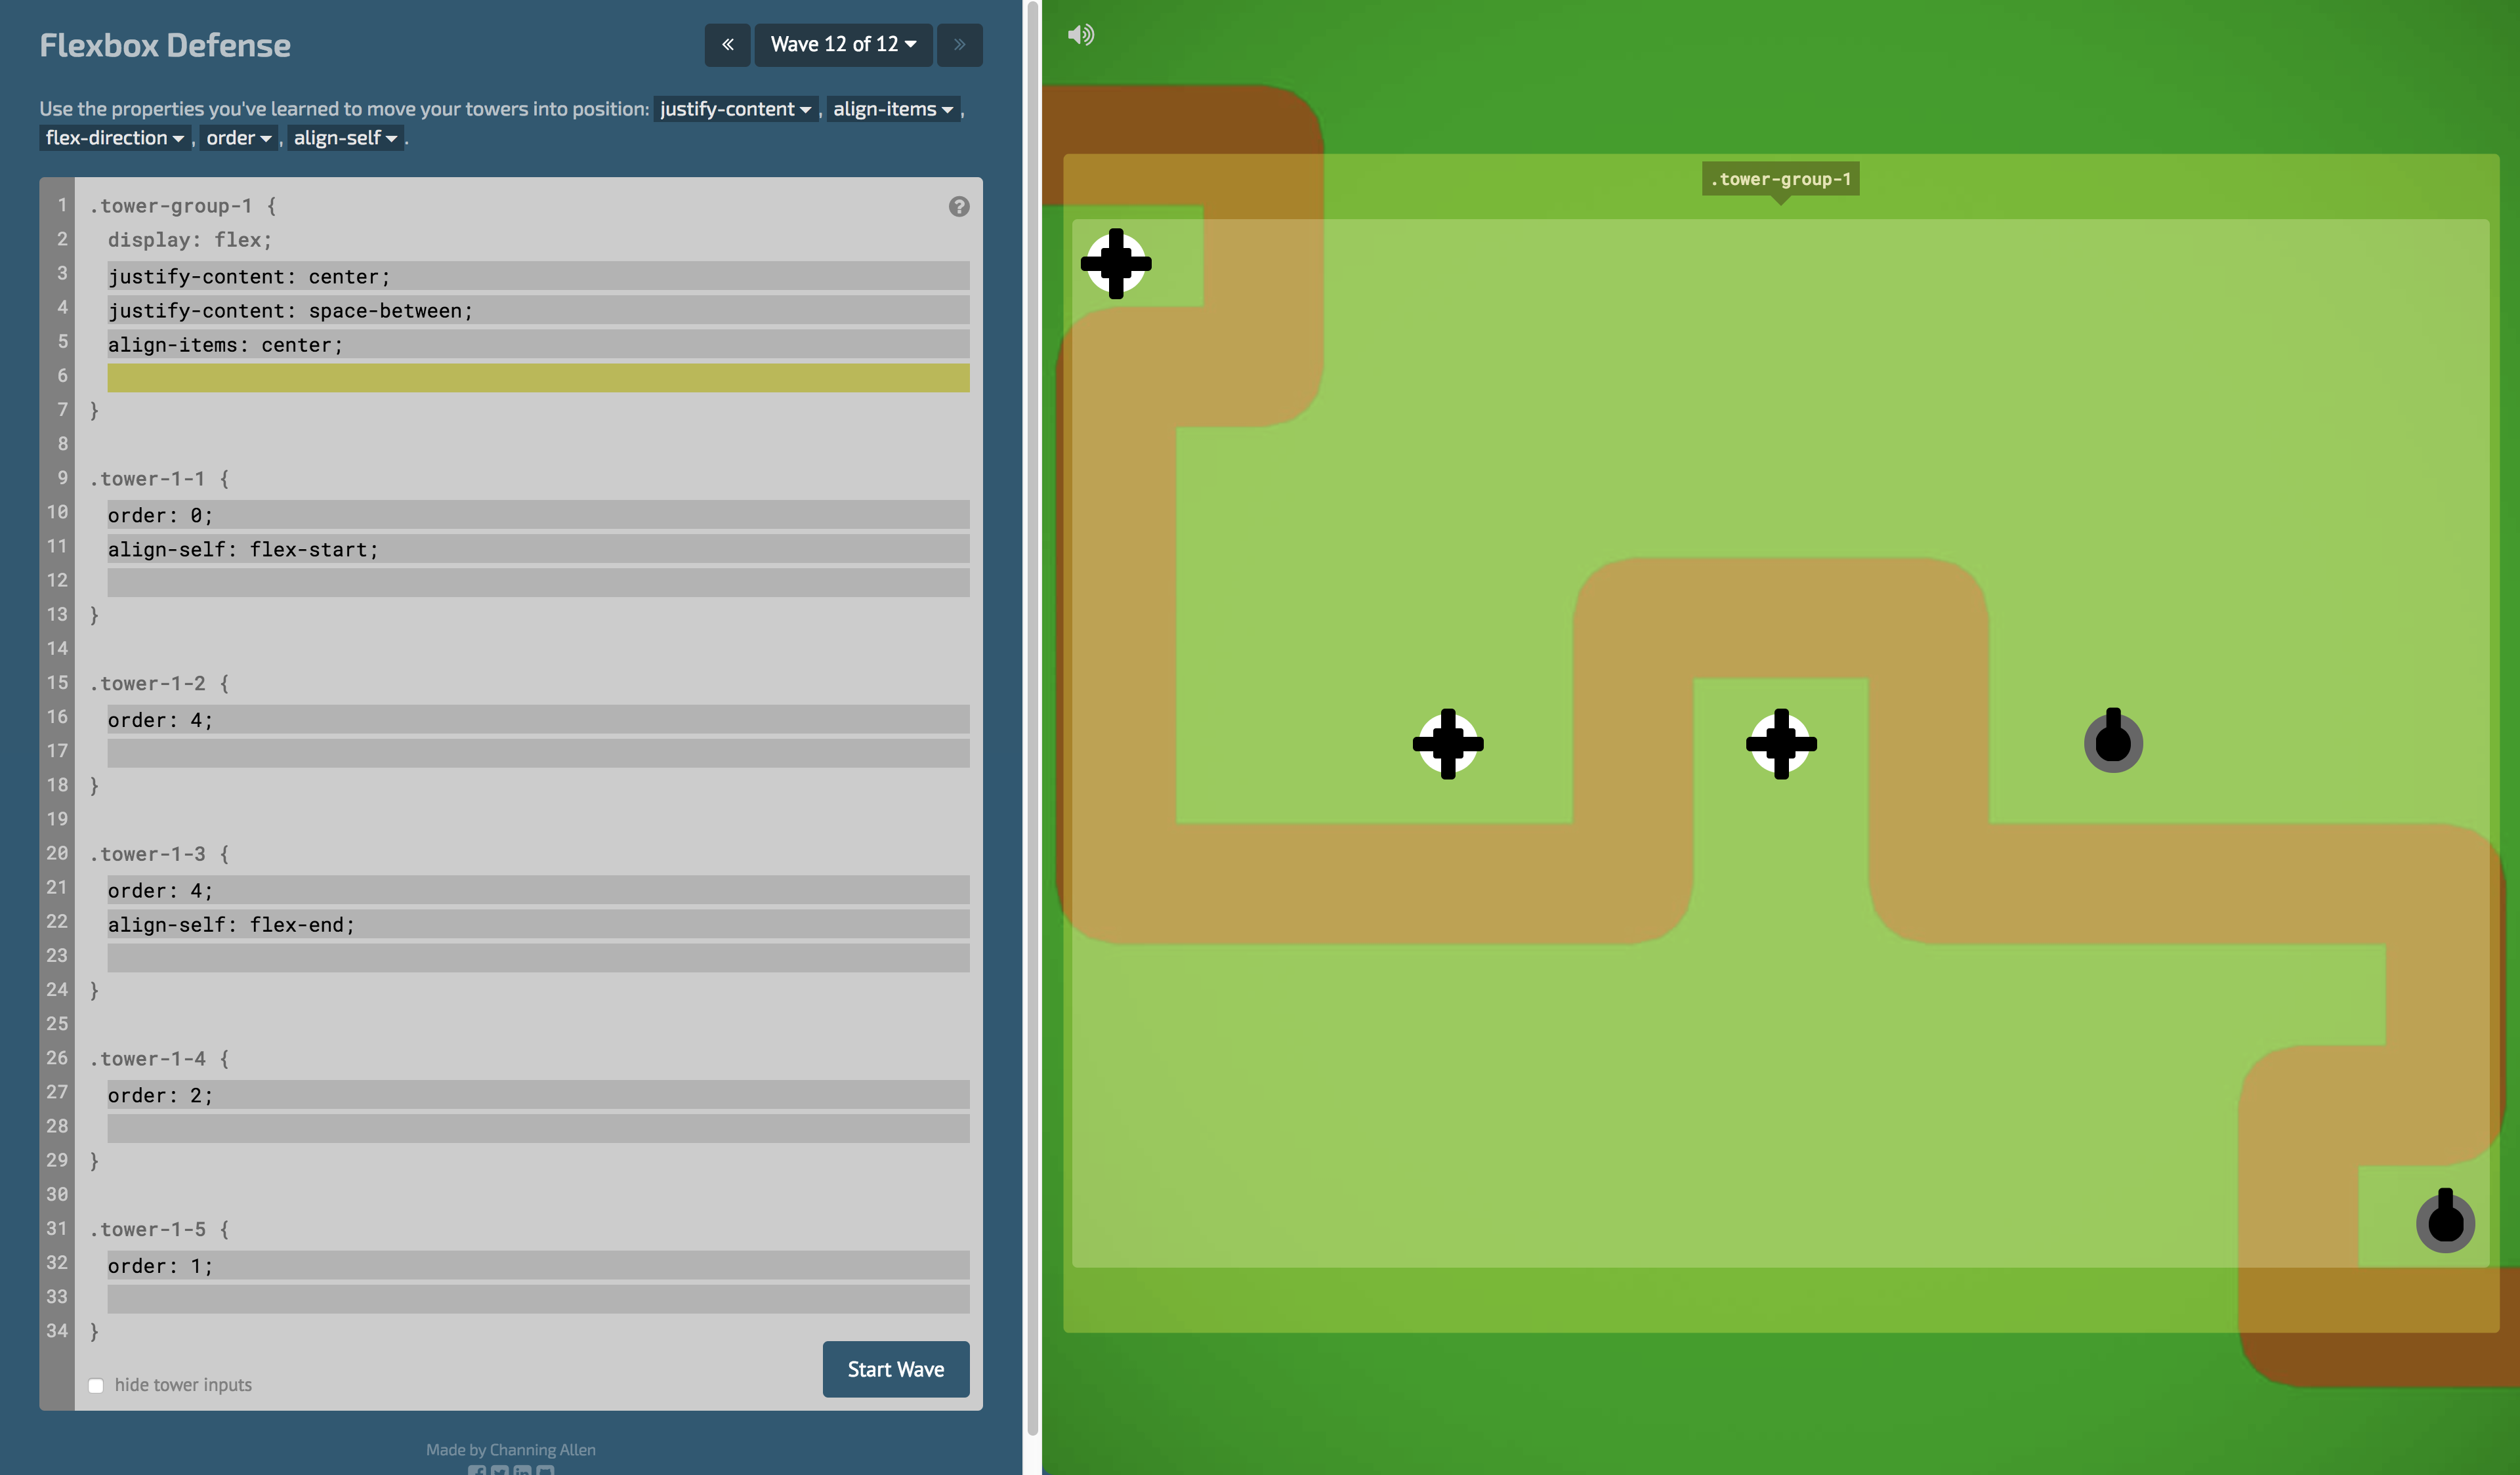 Flexbox Defense
« Wave 12 of 12 »
Use the properties you've learned to move your towers into position: justify-content , align-items ,
flex-direction , order , align-self .
1 .tower-group-1 { ?
2 display: flex;
3 justify-content: center;
4 justify-content: space-between;
5 align-items: center;
6
7 }
8
9 .tower-1-1 {
10 order: 0;
11 align-self: flex-start;
12
13 }
14
15 .tower-1-2 {
16 order: 4;
17
18 }
19
20 .tower-1-3 {
21 order: 4;
22 align-self: flex-end;
23
24 }
25
26 .tower-1-4 {
27 order: 2;
28
29 }
30
31 .tower-1-5 {
32 order: 1;
33
34 }
Start Wave
hide tower inputs
Made by Channing Allen
.tower-group-1